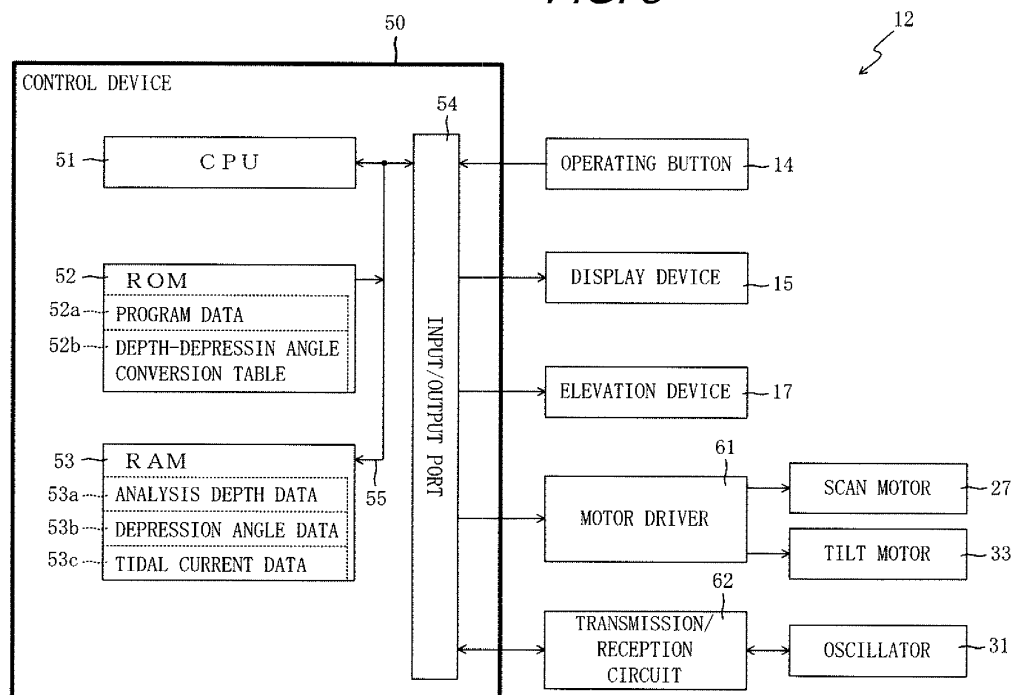 50
12
CONTROL DEVICE
54
51
CPU
OPERATING BUTTON
14
52
ROM
52a
PROGRAM DATA
52b
DEPTH-DEPRESSIN ANGLE
CONVERSION TABLE
DISPLAY DEVICE
15
INPUT/OUTPUT PORT
ELEVATION DEVICE
17
53
RAM
55
53a
ANALYSIS DEPTH DATA
53b
DEPRESSION ANGLE DATA
53c
TIDAL CURRENT DATA
61
MOTOR DRIVER
SCAN MOTOR
27
TILT MOTOR
33
62
TRANSMISSION/
RECEPTION
CIRCUIT
OSCILLATOR
31